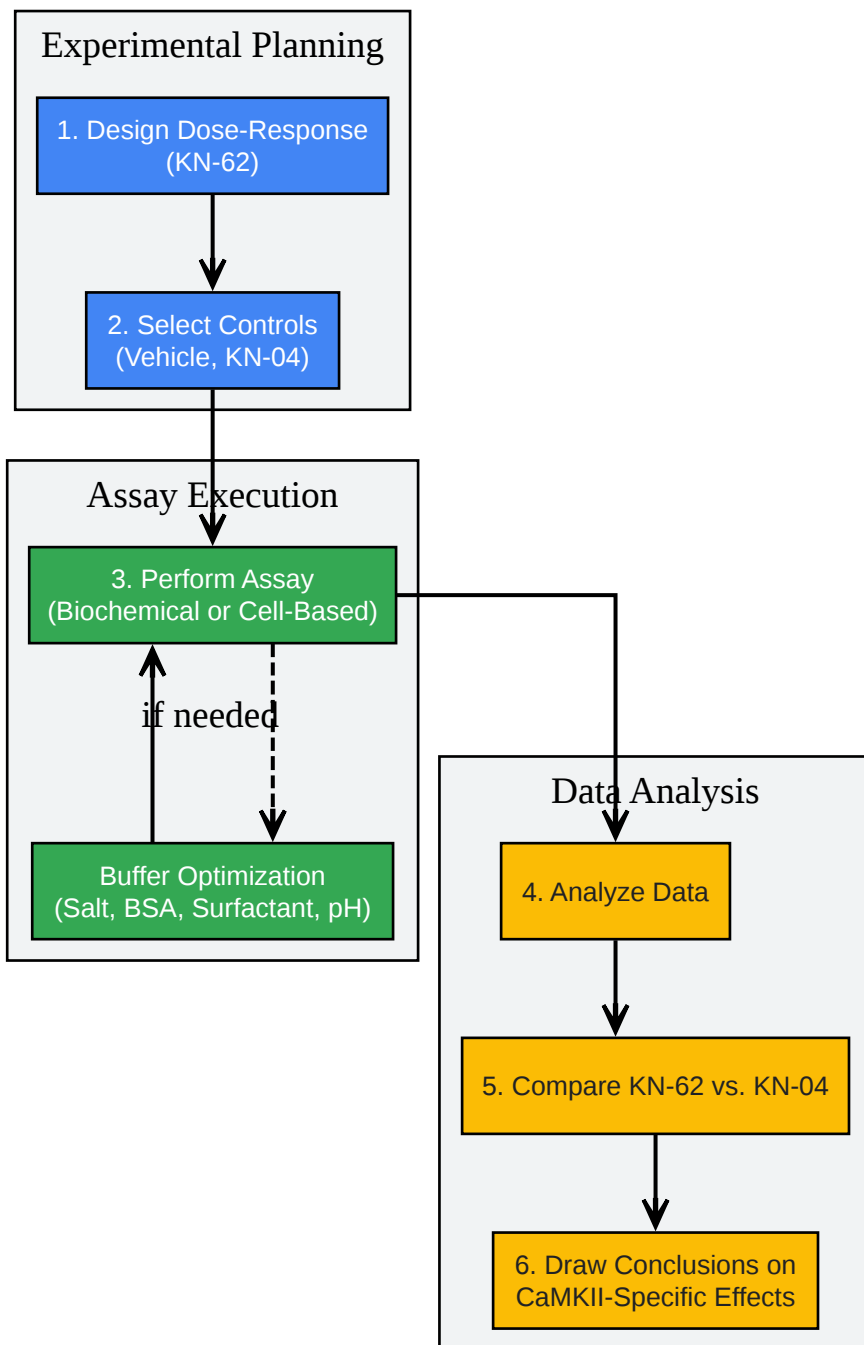 Experimental Planning
1. Design Dose-Response
(KN-62)
2. Select Controls
(Vehicle, KN-04)
Assay Execution
3. Perform Assay
(Biochemical or Cell-Based)
if needed
Buffer Optimization
(Salt, BSA, Surfactant, pH)
Data Analysis
4. Analyze Data
5. Compare KN-62 vs. KN-04
6. Draw Conclusions on
CaMKII-Specific Effects